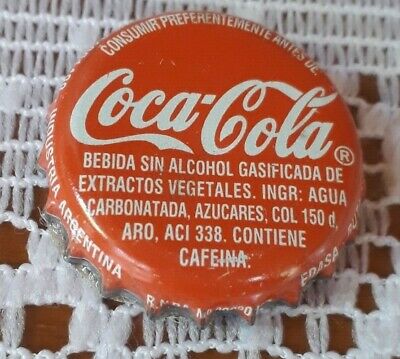 CONSUMIR PREFERENTEMENTE ANTES DE
Coca-Cola®
BEBIDA SIN ALCOHOL GASIFICADA DE
EXTRACTOS VEGETALES. INGR: AGUA
CARBONATADA, AZUCARES, COL 150 d,
ARO, ACI 338. CONTIENE
CAFEINA.
INDUSTRIA ARGENTINA